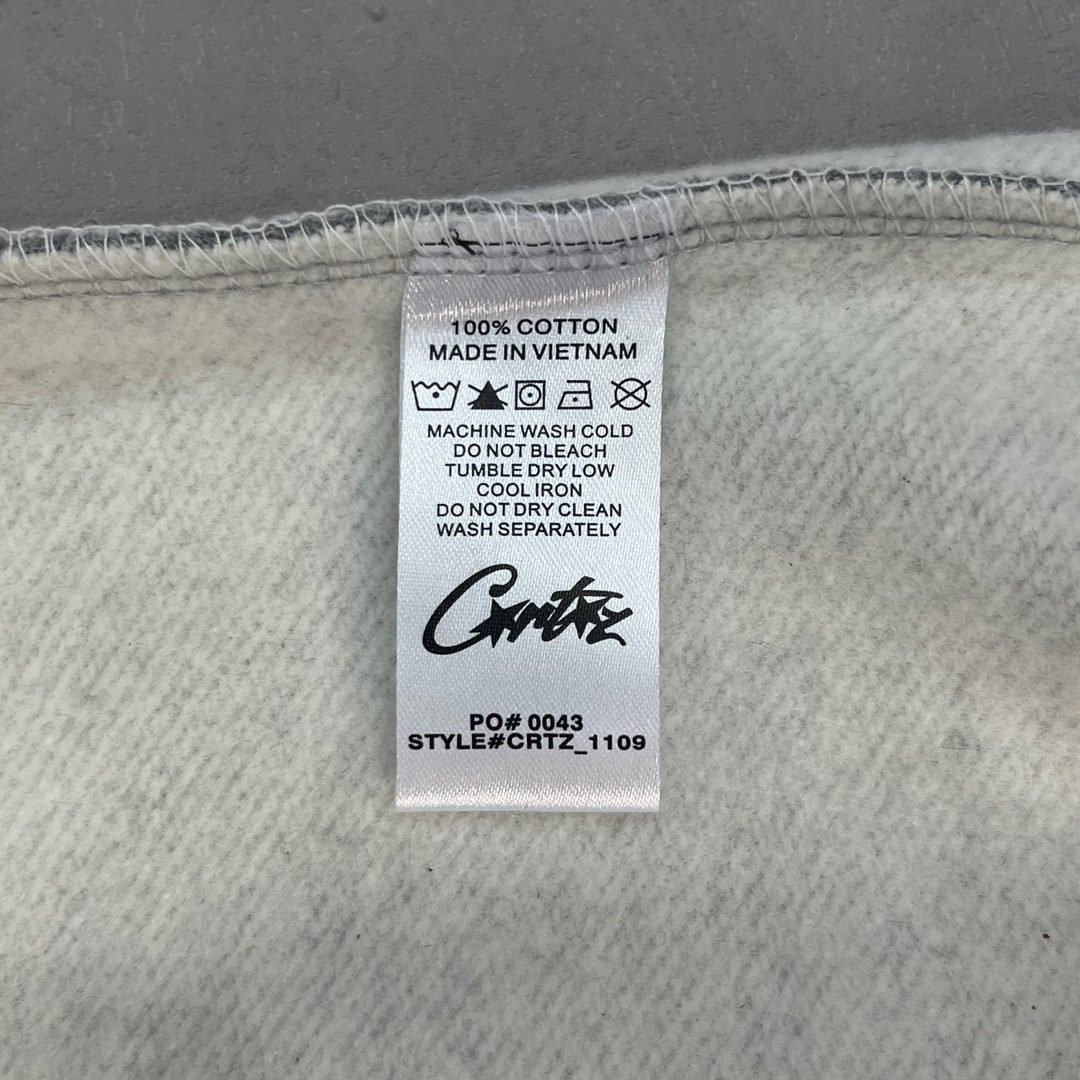 100% COTTON
MADE IN VIETNAM
MACHINE WASH COLD
DO NOT BLEACH
TUMBLE DRY LOW
COOL IRON
DO NOT DRY CLEAN
WASH SEPARATELY
Cxrtxz
PO# 0043
STYLE#CRTZ_1109